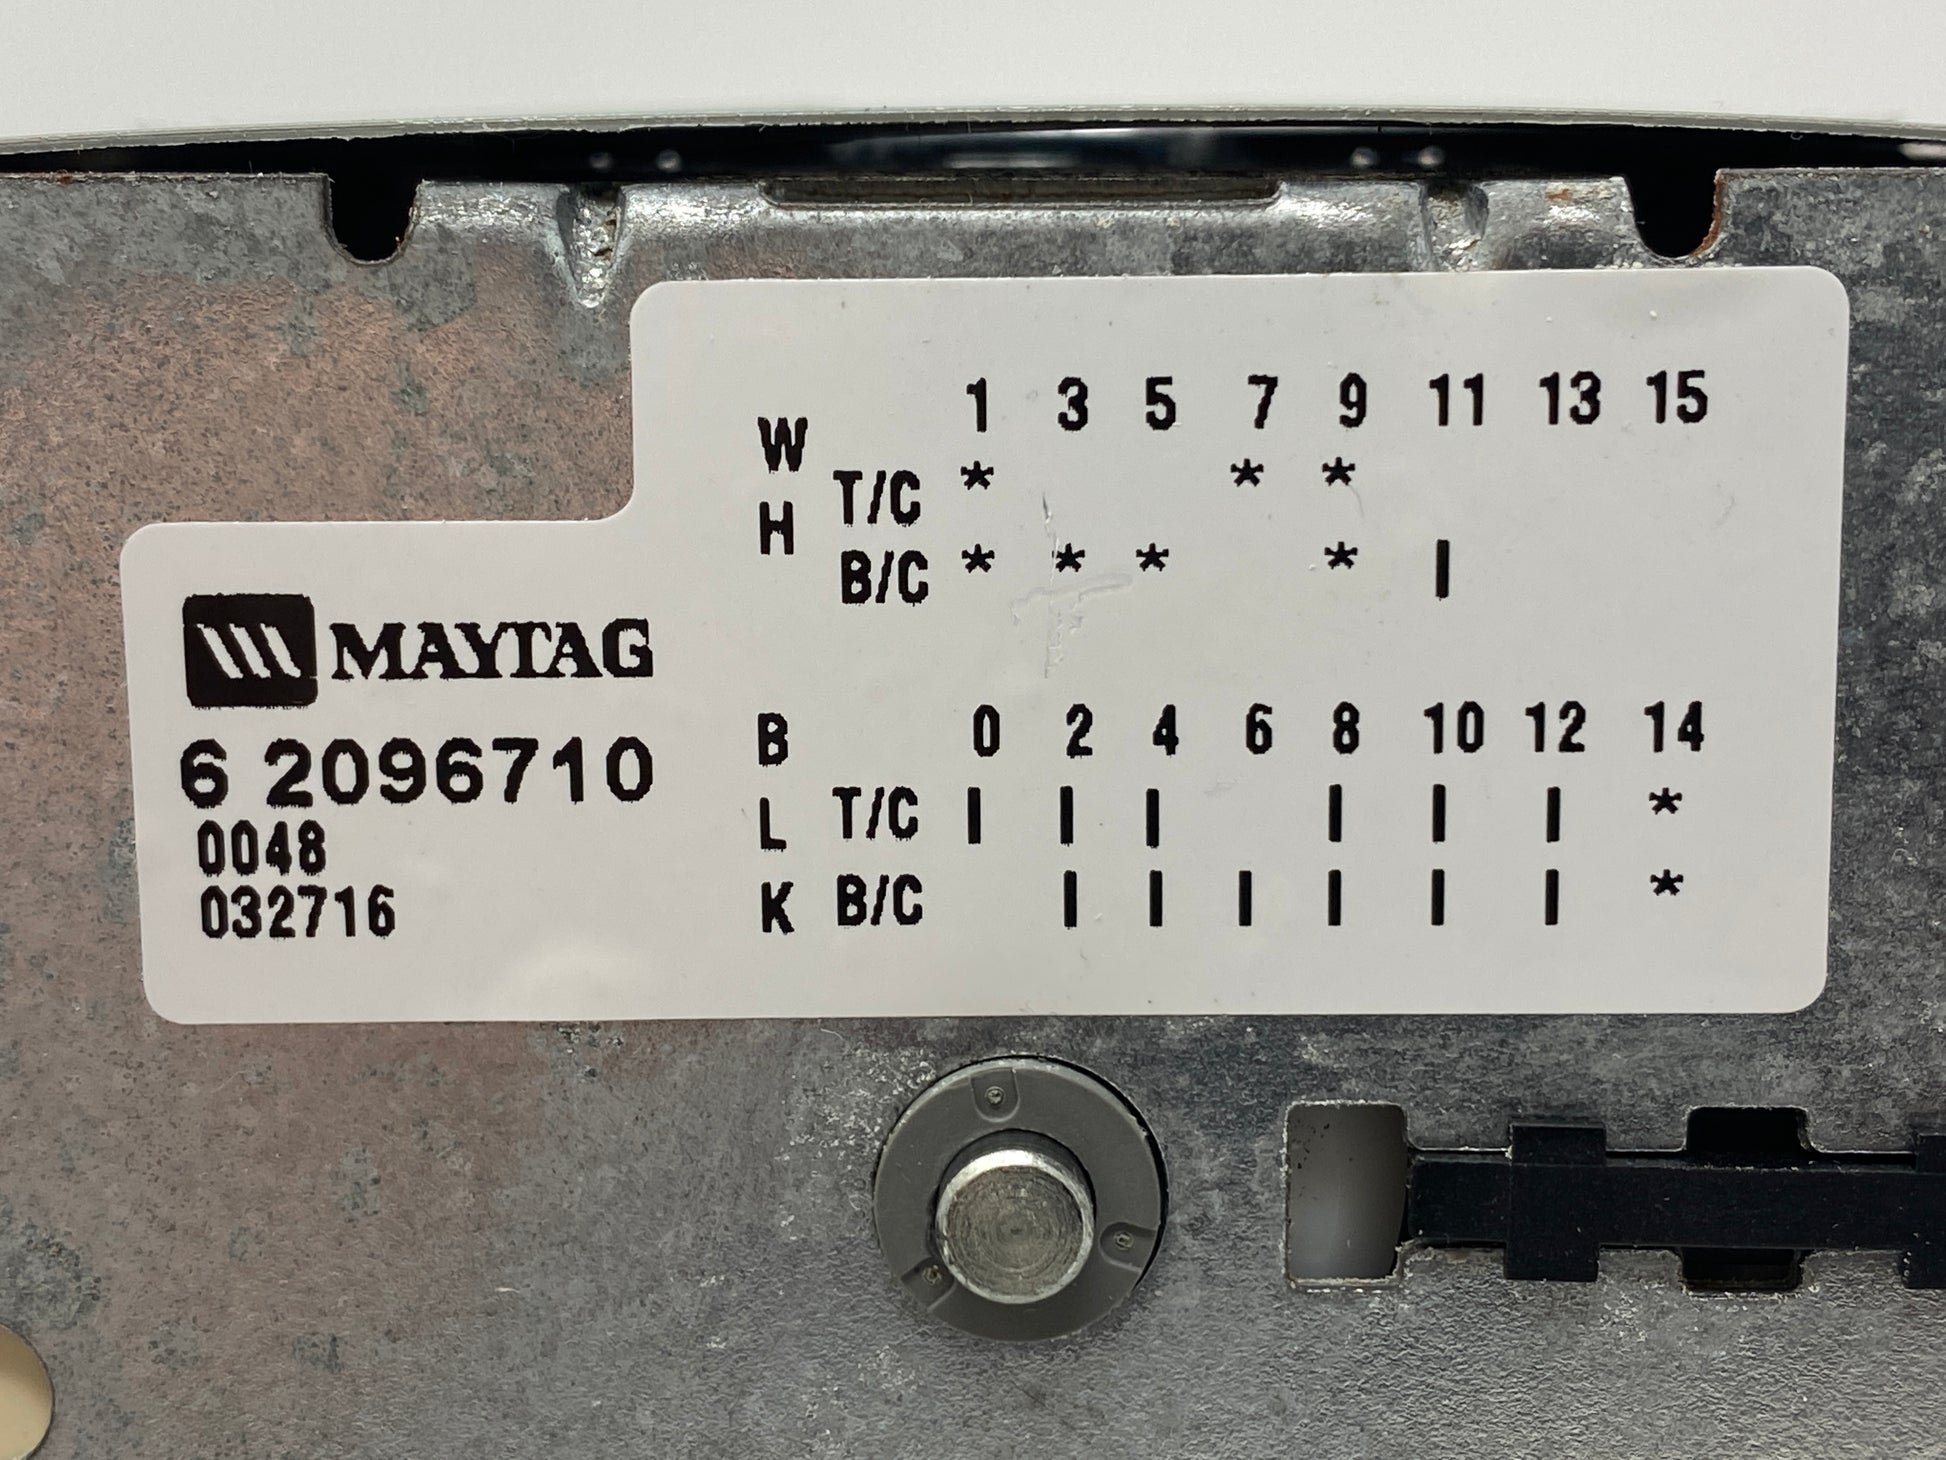 W H 1 3 5 7 9 11 13 15
T/C * * *
B/C * * * * |
MAYTAG
6 2096710
0048
032716
B L K 0 2 4 6 8 10 12 14
T/C | | | | | | *
B/C | | | | | | *